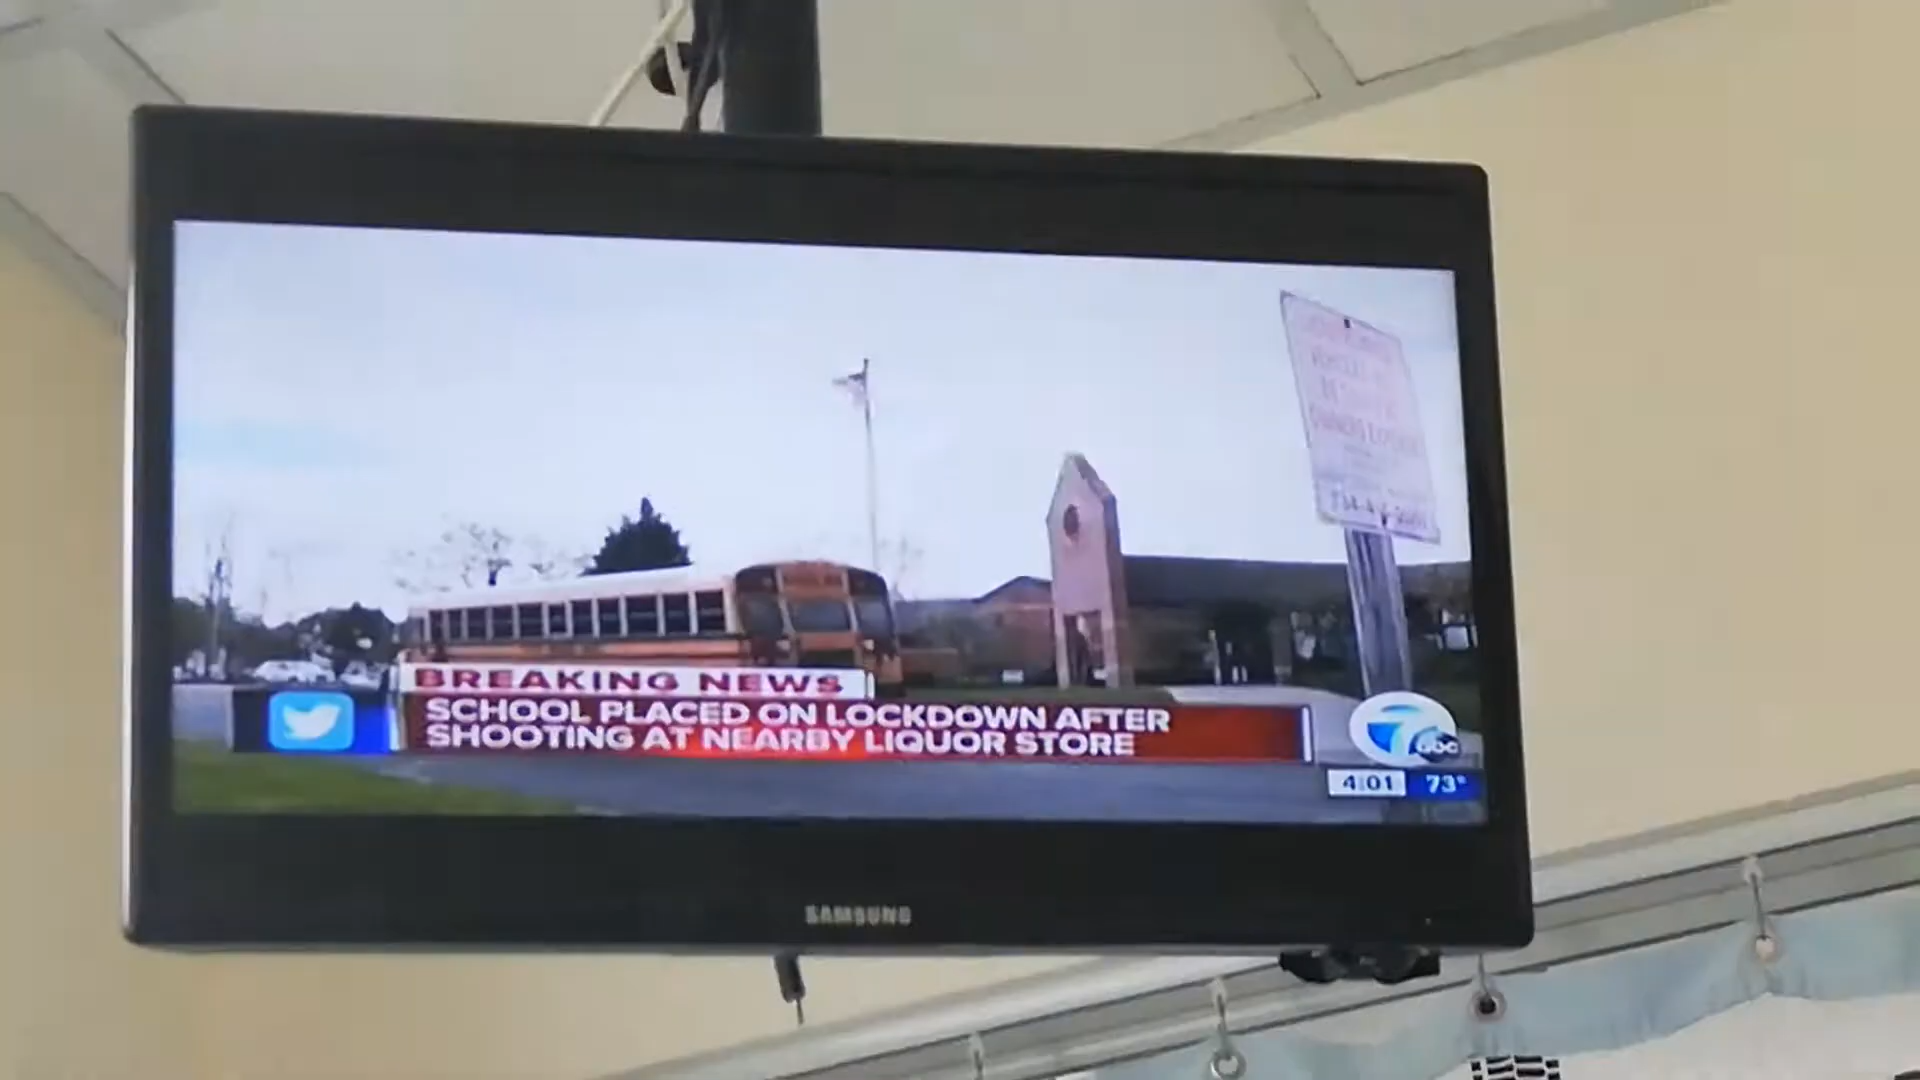 BREAKING NEWS
SCHOOL PLACED ON LOCKDOWN AFTER
SHOOTING AT NEARBY LIQUOR STORE
7 abc
4:01 73°
SAMSUNG